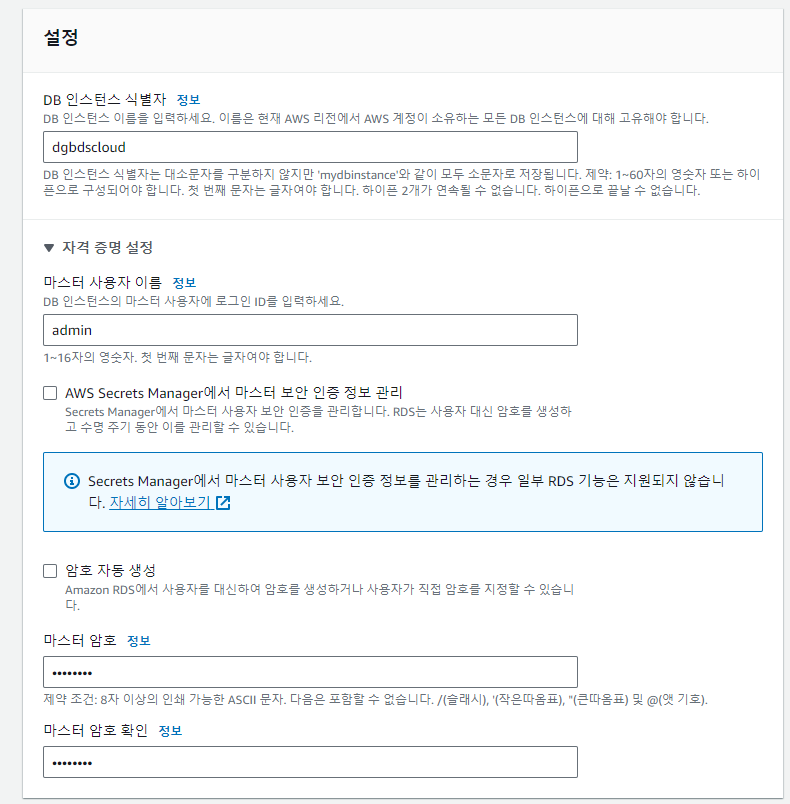 설정
DB 인스턴스 식별자 정보
DB 인스턴스 이름을 입력하세요. 이름은 현재 AWS 리전에서 AWS 계정이 소유하는 모든 DB 인스턴스에 대해 고유해야 합니다.
dgbdscloud
DB 인스턴스 식별자는 대소문자를 구분하지 않지만 'mydbinstance'와 같이 모두 소문자로 저장됩니다. 제약: 1~60자의 영숫자 또는 하이
픈으로 구성되어야 합니다. 첫 번째 문자는 글자여야 합니다. 하이픈 2개가 연속될 수 없습니다. 하이픈으로 끝날 수 없습니다.
▼ 자격 증명 설정
마스터 사용자 이름 정보
DB 인스턴스의 마스터 사용자에 로그인 ID를 입력하세요.
admin
1~16자의 영숫자. 첫 번째 문자는 글자여야 합니다.
AWS Secrets Manager에서 마스터 보안 인증 정보 관리
Secrets Manager에서 마스터 사용자 보안 인증을 관리합니다. RDS는 사용자 대신 암호를 생성하
고 수명 주기 동안 이를 관리할 수 있습니다.
Secrets Manager에서 마스터 사용자 보안 인증 정보를 관리하는 경우 일부 RDS 기능은 지원되지 않습니
다. 자세히 알아보기
암호 자동 생성
Amazon RDS에서 사용자를 대신하여 암호를 생성하거나 사용자가 직접 암호를 지정할 수 있습니
다.
마스터 암호 정보
••••••••
제약 조건: 8자 이상의 인쇄 가능한 ASCII 문자. 다음은 포함할 수 없습니다. /(슬래시), '(작은따옴표), "(큰따옴표) 및 @(앳 기호).
마스터 암호 확인 정보
••••••••